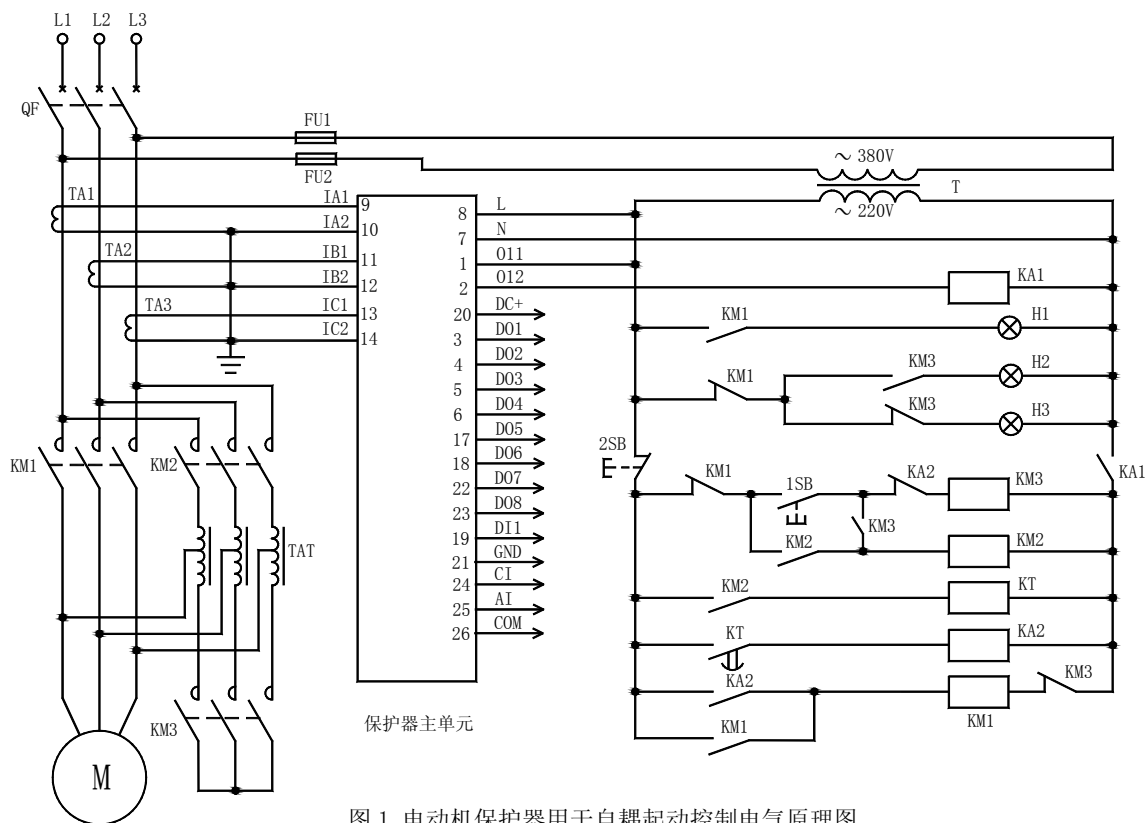 L1 L2 L3
QF
FU1
FU2
～380V
T
～220V
TA1
IA1 9
IA2 10
TA2
IB1 11
IB2 12
TA3
IC1 13
IC2 14
8 L
7 N
1 O11
2 O12
20 DC+
3 DO1
4 DO2
5 DO3
6 DO4
17 DO5
18 DO6
22 DO7
23 DO8
19 DI1
21 GND
24 CI
25 AI
26 COM
KA1
KM1 H1
KM3 H2
KM1
KM3 H3
KM1 KM2
2SB
KM1 1SB KA2 KM3 KA1
KM3
KM2 KM2
TAT
KM2 KT
KT KA2
KA2 KM1 KM3
KM1
KM3
保护器主单元
M
图1 电动机保护器用于自耦起动控制电气原理图